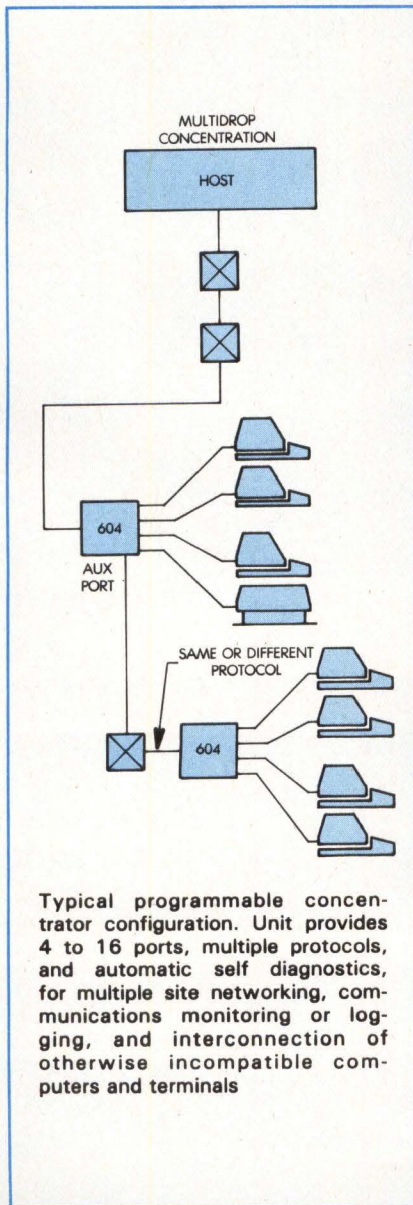 MULTIDROP
CONCENTRATION
HOST
604
AUX
PORT
SAME OR DIFFERENT
PROTOCOL
604
Typical programmable concen-
trator configuration. Unit provides
4 to 16 ports, multiple protocols,
and automatic self diagnostics,
for multiple site networking, com-
munications monitoring or log-
ging, and interconnection of
otherwise incompatible com-
puters and terminals